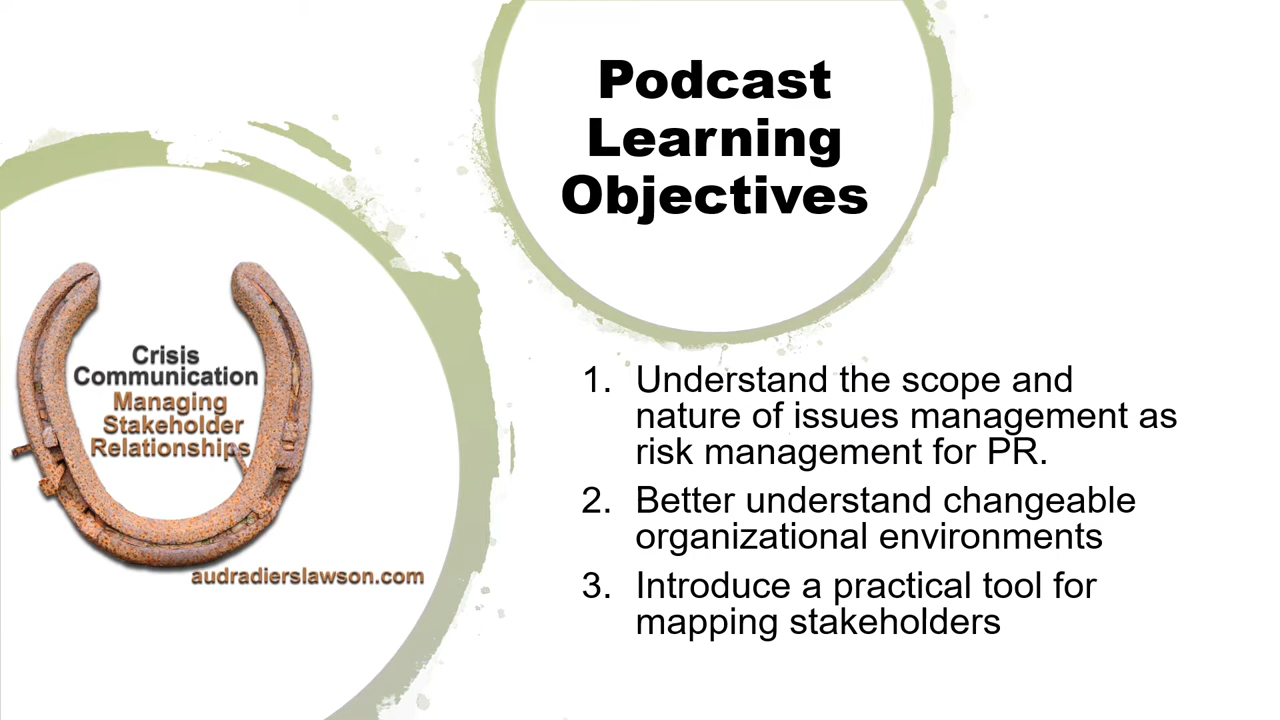 Podcast
Learning
Objectives
Crisis
Communication
Managing
Stakeholder
Relationships
audradierslawson.com
1. Understand the scope and
nature of issues management as
risk management for PR.
2. Better understand changeable
organizational environments
3. Introduce a practical tool for
mapping stakeholders